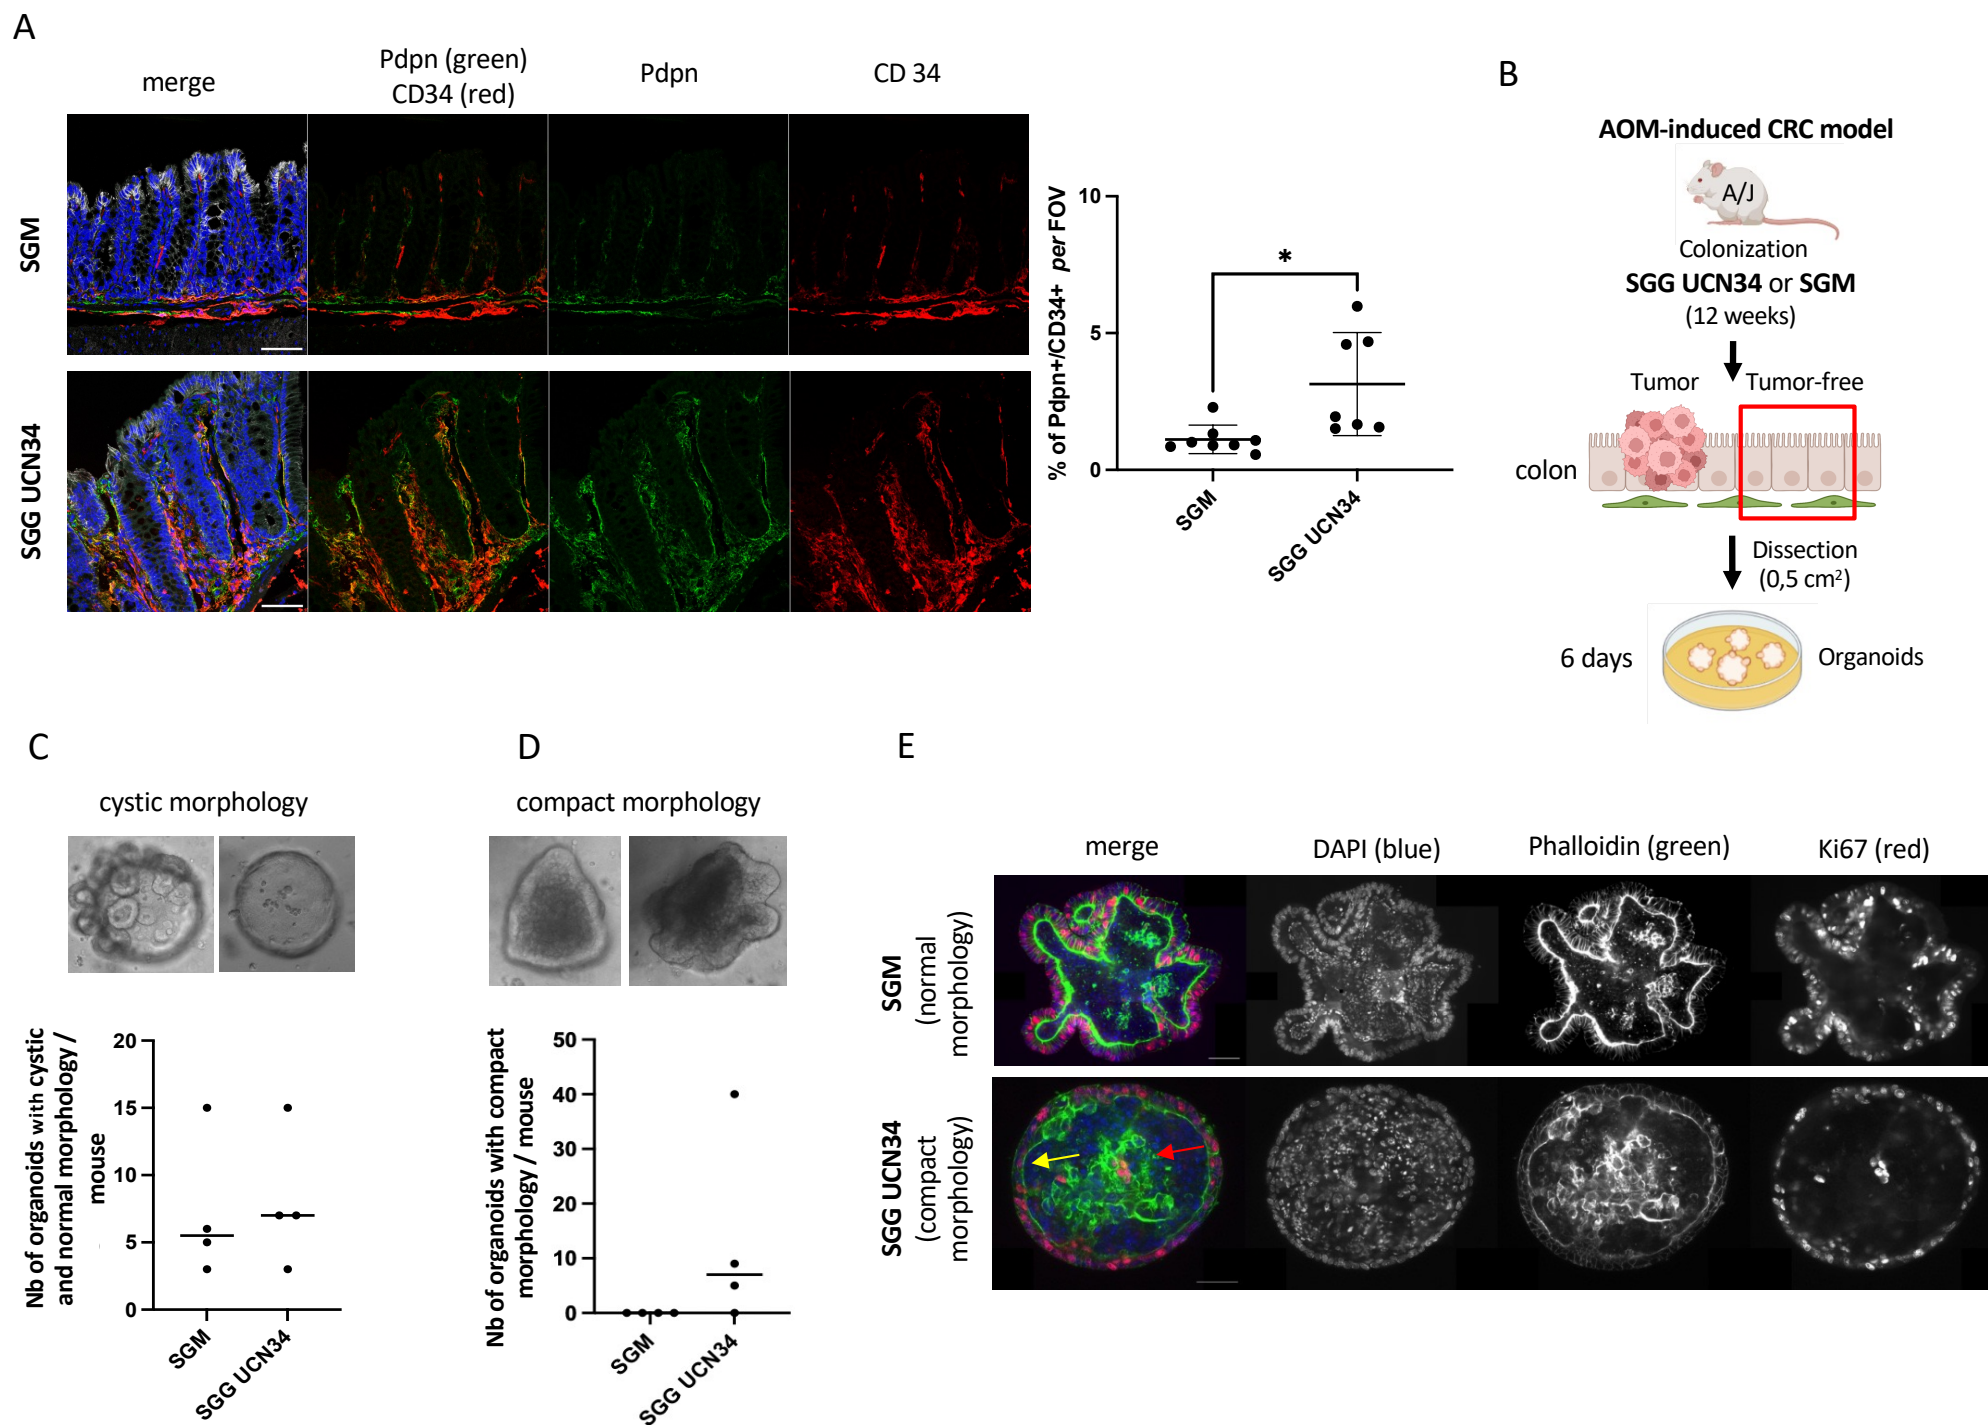 A
merge
Pdpn (green)
CD34 (red)
Pdpn
CD 34
SGM
SGG UCN34
% of Pdpn+/CD34+ per FOV
10
5
0
*
SGM
SGG UCN34
B
AOM-induced CRC model
A/J
Colonization
SGG UCN34 or SGM
(12 weeks)
Tumor
Tumor-free
colon
Dissection
(0,5 cm²)
6 days
Organoids
C
cystic morphology
Nb of organoids with cystic
and normal morphology /
mouse
20
15
10
5
0
SGM
SGG UCN34
D
compact morphology
Nb of organoids with compact
morphology / mouse
50
40
30
20
10
0
SGM
SGG UCN34
E
merge
DAPI (blue)
Phalloidin (green)
Ki67 (red)
SGM
(normal
morphology)
SGG UCN34
(compact
morphology)